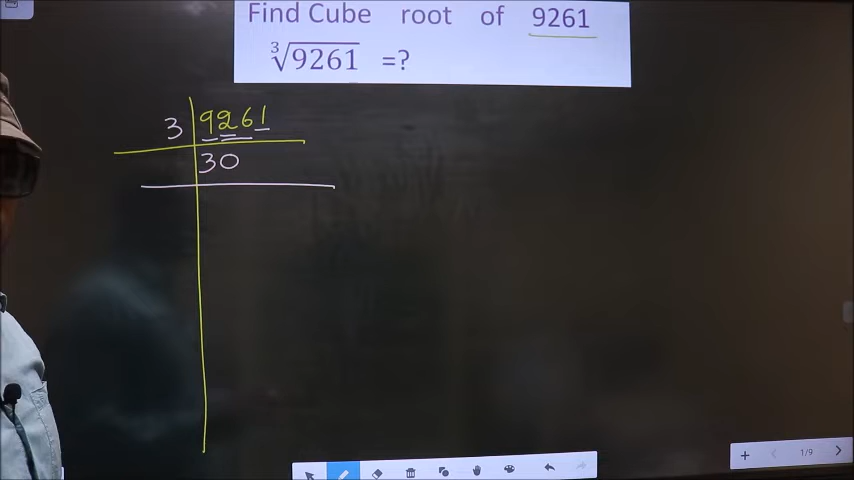 Find Cube root of 9261
∛9261 =?
3 9261
30
1/9